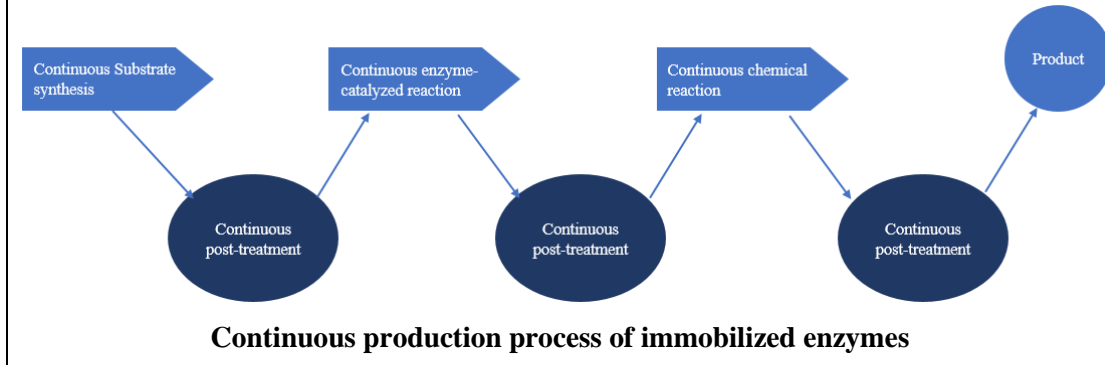 Continuous Substrate
synthesis
Continuous enzyme-
catalyzed reaction
Continuous chemical
reaction
Product
Continuous
post-treatment
Continuous
post-treatment
Continuous
post-treatment
Continuous production process of immobilized enzymes